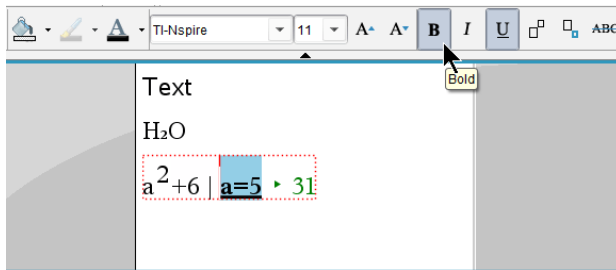 A TI-Nspire 11 A A B I U ABC
Bold
Text
H₂O
a²+6 | a=5 ▸ 31